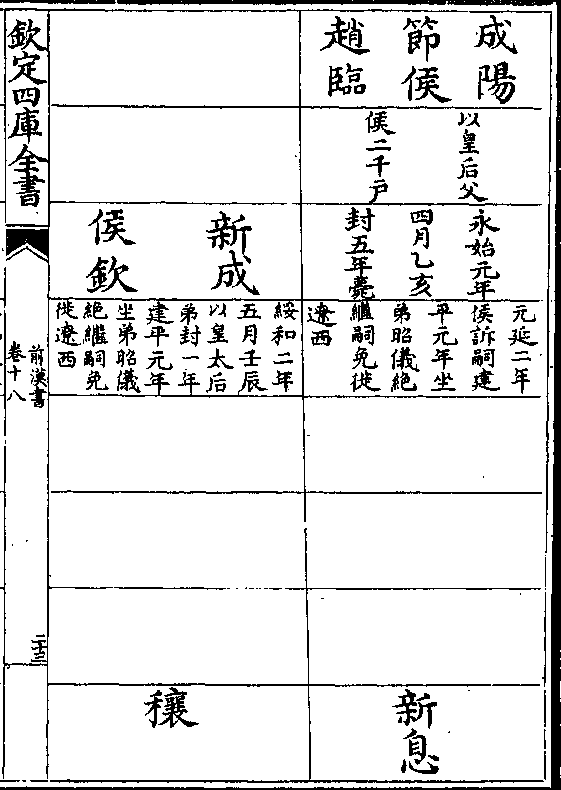 成陽
節侯
趙臨
以皇后父
侯二千戶
永始元年
四月乙亥
封五年薨
元延二年
侯訢嗣建
平元年坐
弟昭儀絕
繼嗣免徙
遼西
新息
新成
侯欽
綏和二年
五月壬辰
以皇太后
弟封一年
建平元年
坐弟昭儀
絕繼嗣免
徙遼西
穰
欽定四庫全書
前漢書
卷十八
二十三